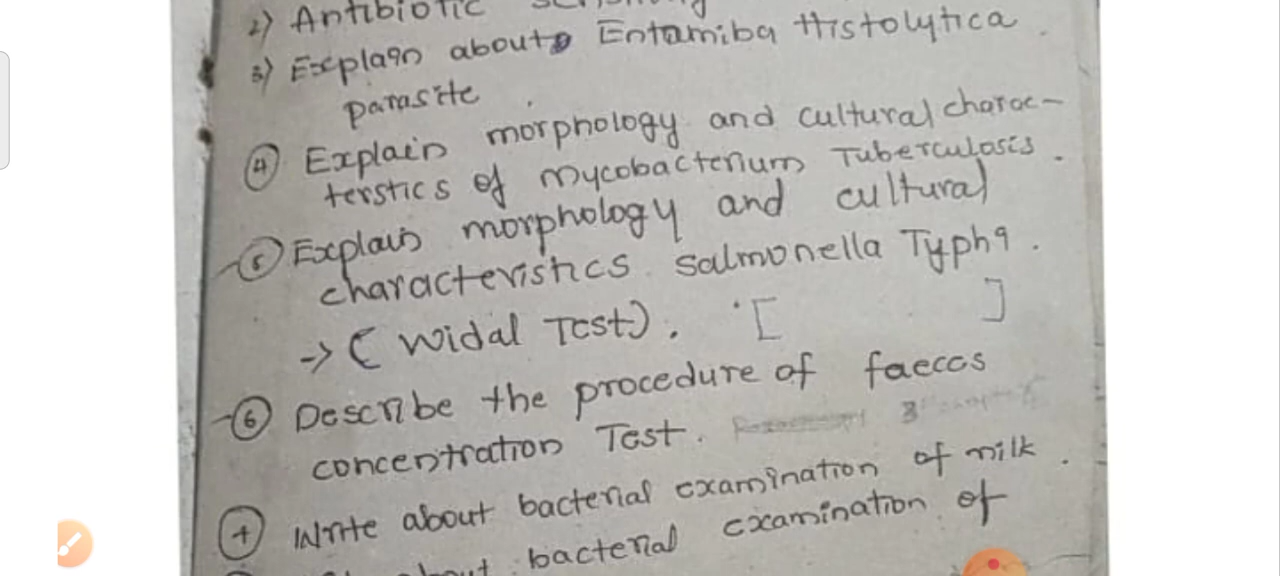 2) Antibiotic
3) Explain about Entamiba Histolytica
parasite
④ Explain morphology and cultural charac-
terstics of mycobacterium Tuberculosis.
⑤ Explain morphology and cultural
characteristics salmonella Typhi.
→ ( Widal Test). [ ]
⑥ Describe the procedure of faeces
concentration Test.
⑦ Write about bacterial examination of milk.
bacterial examination of